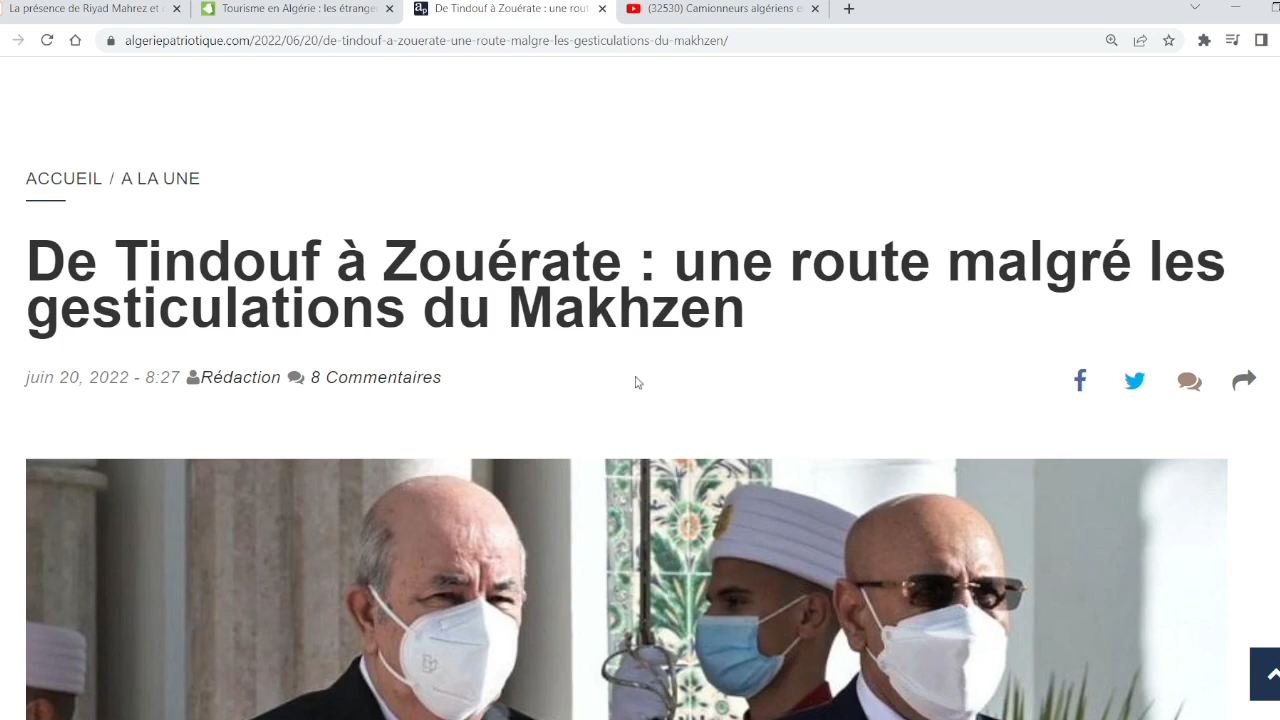 La présence de Riyad Mahrez et
Tourisme en Algérie : les étrange
De Tindouf à Zouérate : une rout
(32530) Camionneurs algériens e
algeriepatriotique.com/2022/06/20/de-tindouf-a-zouerate-une-route-malgre-les-gesticulations-du-makhzen/
ACCUEIL / A LA UNE
De Tindouf à Zouérate : une route malgré les
gesticulations du Makhzen
juin 20, 2022 - 8:27 Rédaction 8 Commentaires